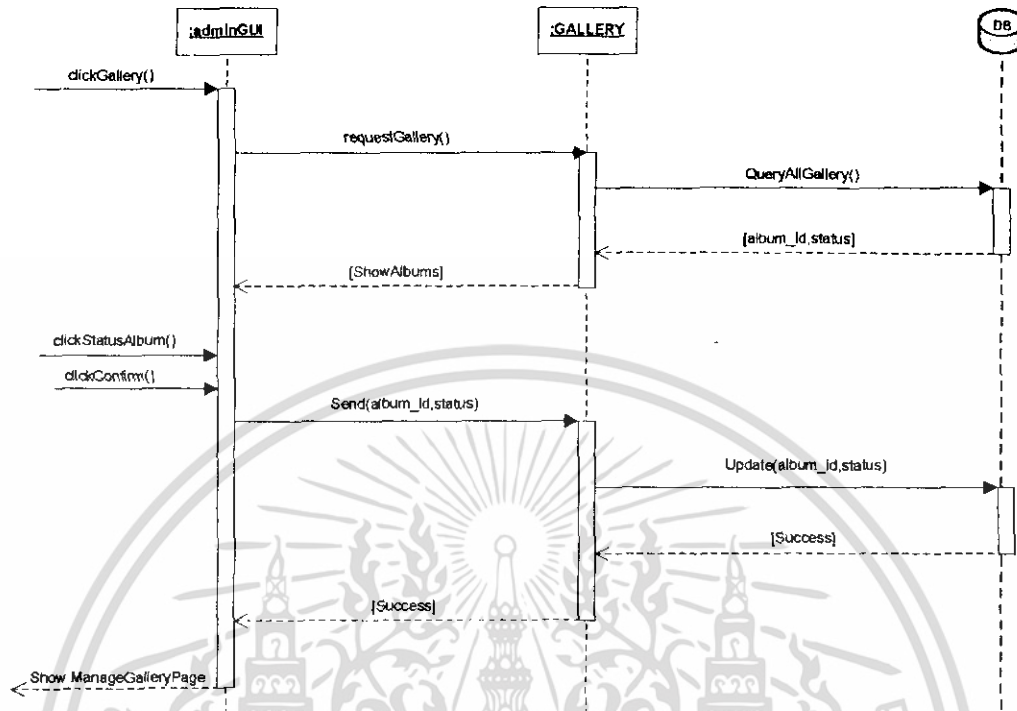 :adminGUI
:GALLERY
DB
clickGallery()
requestGallery()
QueryAllGallery()
[album_id,status]
[ShowAlbums]
clickStatusAlbum()
clickConfirm()
Send(album_id,status)
Update(album_id,status)
[Success]
[Success]
Show ManageGalleryPage